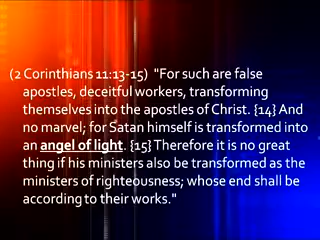 (2 Corinthians 11:13-15)  "For such are false
apostles, deceitful workers, transforming
themselves into the apostles of Christ. {14} And
no marvel; for Satan himself is transformed into
an angel of light. {15} Therefore it is no great
thing if his ministers also be transformed as the
ministers of righteousness; whose end shall be
according to their works."